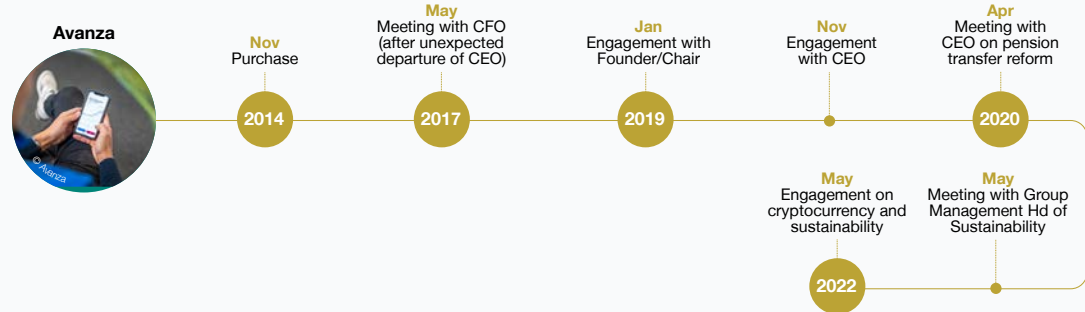 Avanza
© Avanza
Nov
Purchase
2014
May
Meeting with CFO
(after unexpected
departure of CEO)
2017
Jan
Engagement with
Founder/Chair
2019
Nov
Engagement
with CEO
Apr
Meeting with
CEO on pension
transfer reform
2020
May
Meeting with Group
Management Hd of
Sustainability
May
Engagement on
cryptocurrency and
sustainability
2022